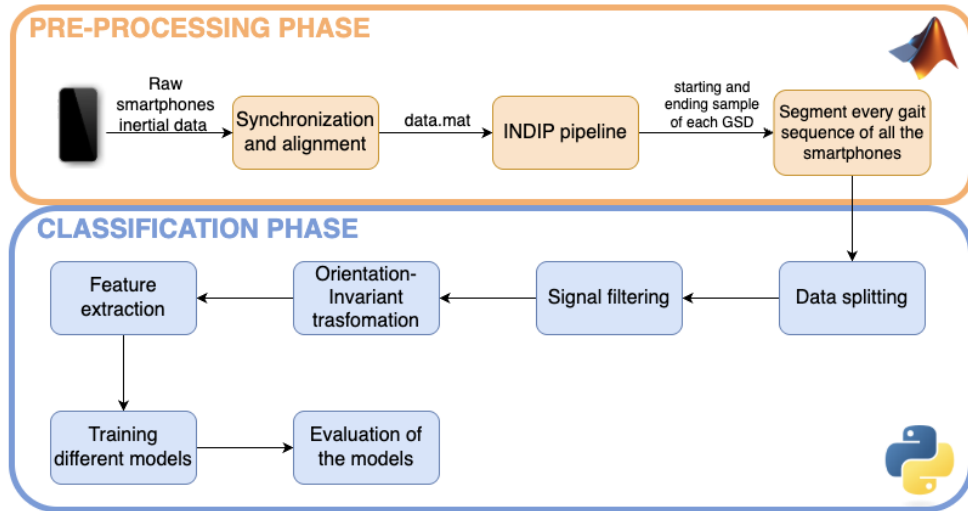 PRE-PROCESSING PHASE
Raw
smartphones
inertial data
Synchronization
and alignment
data.mat
INDIP pipeline
starting and
ending sample
of each GSD
Segment every gait
sequence of all the
smartphones
CLASSIFICATION PHASE
Feature
extraction
Orientation-
Invariant
trasfomation
Signal filtering
Data splitting
Training
different models
Evaluation of
the models